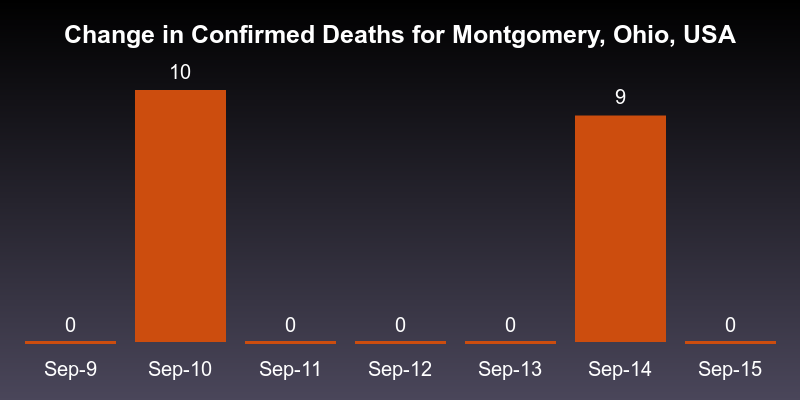 Change in Confirmed Deaths for Montgomery, Ohio, USA
10
9
0 0 0 0 0
Sep-9 Sep-10 Sep-11 Sep-12 Sep-13 Sep-14 Sep-15